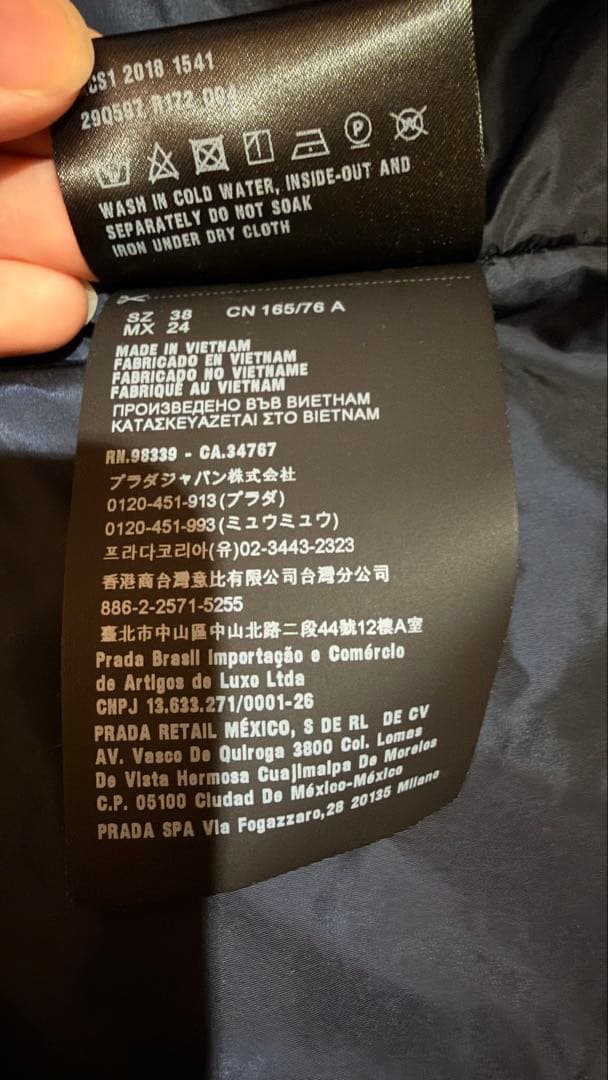 CS1 2018 1541
290597 R172
WASH IN COLD WATER, INSIDE-OUT AND
SEPARATELY DO NOT SOAK
IRON UNDER DRY CLOTH
SZ 38 CN 165/76 A
MX 24
MADE IN VIETNAM
FABRICADO EN VIETNAM
FABRICADO NO VIETNAME
FABRIQUÉ AU VIETNAM
ПРОИЗВЕДЕНО ВЪВ ВИЕТНАМ
ΚΑΤΑΣΚΕΥΑΖΕΤΑΙ ΣΤΟ ΒΙΕΤΝΑΜ
RN.98339 - CA.34767
プラダジャパン株式会社
0120-451-913(プラダ)
0120-451-993(ミュウミュウ)
프라다코리아(유)02-3443-2323
香港商台灣意比有限公司台灣分公司
886-2-2571-5255
臺北市中山區中山北路二段44號12樓A室
Prada Brasil Importação e Comércio
de Artigos de Luxo Ltda
CNPJ 13.633.271/0001-26
PRADA RETAIL MÉXICO, S DE RL DE CV
AV. Vasco De Quiroga 3800 Col. Lomas
De Vista Hermosa Cuajimalpa De Morelos
C.P. 05100 Ciudad De México-México
PRADA SPA Via Fogazzaro,28 20135 Milano